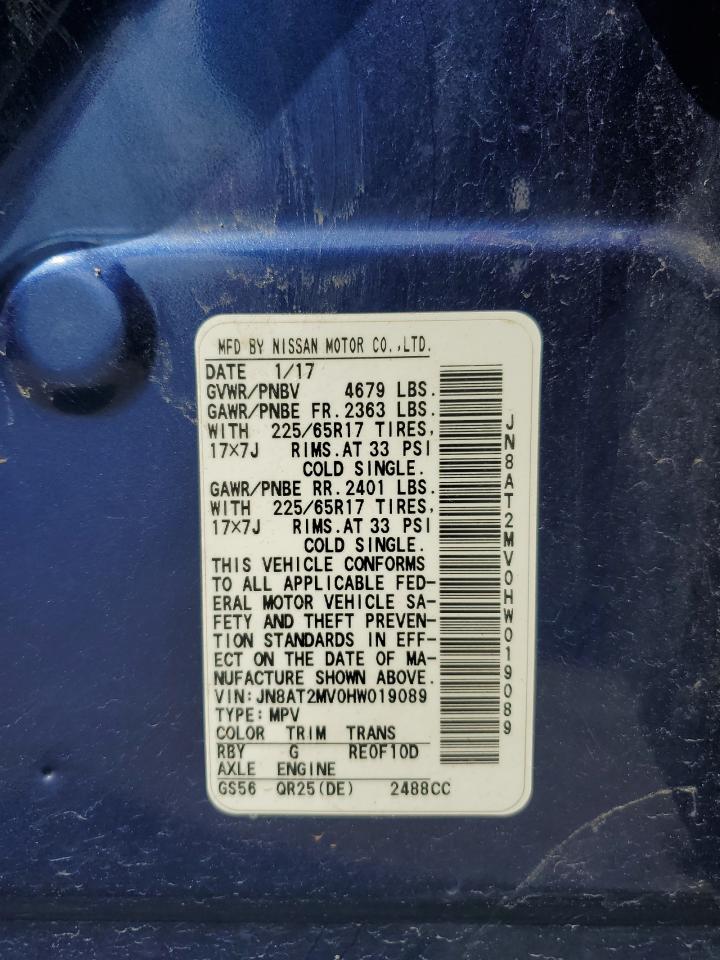 MFD BY NISSAN MOTOR CO.,LTD.
DATE 1/17
GVWR/PNBV 4679 LBS.
GAWR/PNBE FR. 2363 LBS.
WITH 225/65R17 TIRES,
17×7J RIMS. AT 33 PSI
COLD SINGLE.
GAWR/PNBE RR. 2401 LBS.
WITH 225/65R17 TIRES,
17×7J RIMS. AT 33 PSI
COLD SINGLE.
THIS VEHICLE CONFORMS
TO ALL APPLICABLE FED-
ERAL MOTOR VEHICLE SA-
FETY AND THEFT PREVEN-
TION STANDARDS IN EFF-
ECT ON THE DATE OF MA-
NUFACTURE SHOWN ABOVE.
VIN: JN8AT2MV0HW019089
TYPE: MPV
COLOR TRIM TRANS
RBY G RE0F10D
AXLE ENGINE
GS56 QR25(DE) 2488CC
JN8AT2MV0HW019089